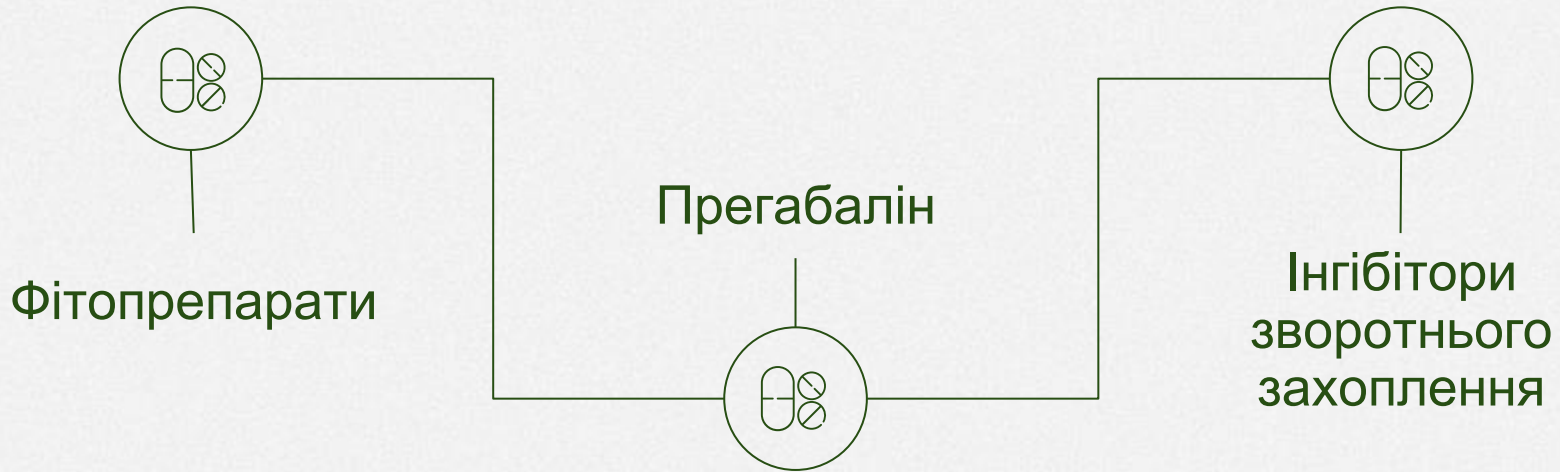 Фітопрепарати
Прегабалін
Інгібітори
зворотнього
захоплення